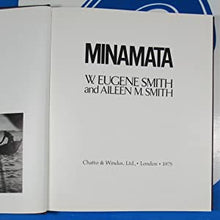 MINAMATA
W. EUGENE SMITH
and AILEEN M. SMITH
Chatto & Windus, Ltd., • London • 1975